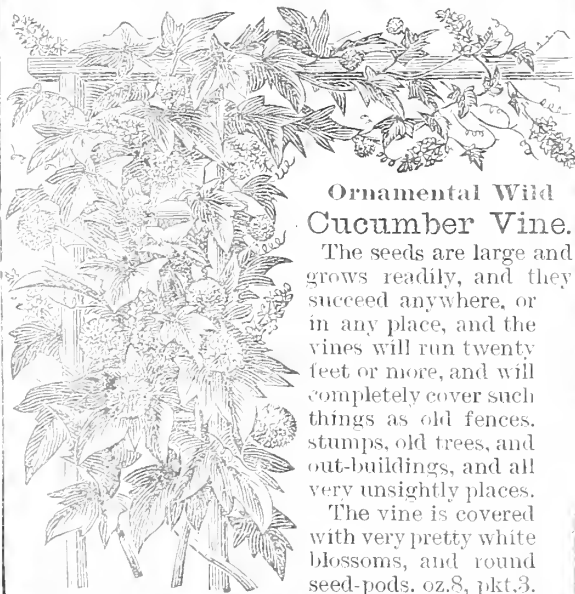 Ornamental Wild
Cucumber Vine.
The seeds are large and
grows readily, and they
succeed anywhere, or
in any place, and the
vines will run twenty
feet or more, and will
completely cover such
things as old fences.
stumps, old trees, and
out-buildings, and all
very unsightly places.
The vine is covered
with very pretty white
blossoms, and round
seed-pods. oz.8, pkt.3.